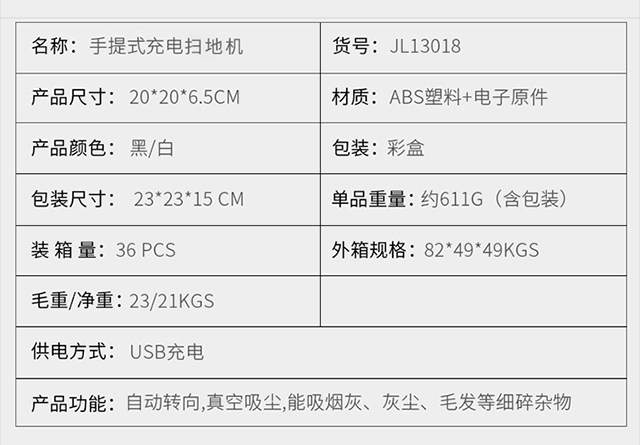 名称：手提式充电扫地机 货号：JL13018
产品尺寸：20*20*6.5CM 材质：ABS塑料+电子原件
产品颜色：黑/白 包装：彩盒
包装尺寸：23*23*15 CM 单品重量：约611G（含包装）
装 箱 量：36 PCS 外箱规格：82*49*49KGS
毛重/净重：23/21KGS
供电方式：USB充电
产品功能：自动转向,真空吸尘,能吸烟灰、灰尘、毛发等细碎杂物